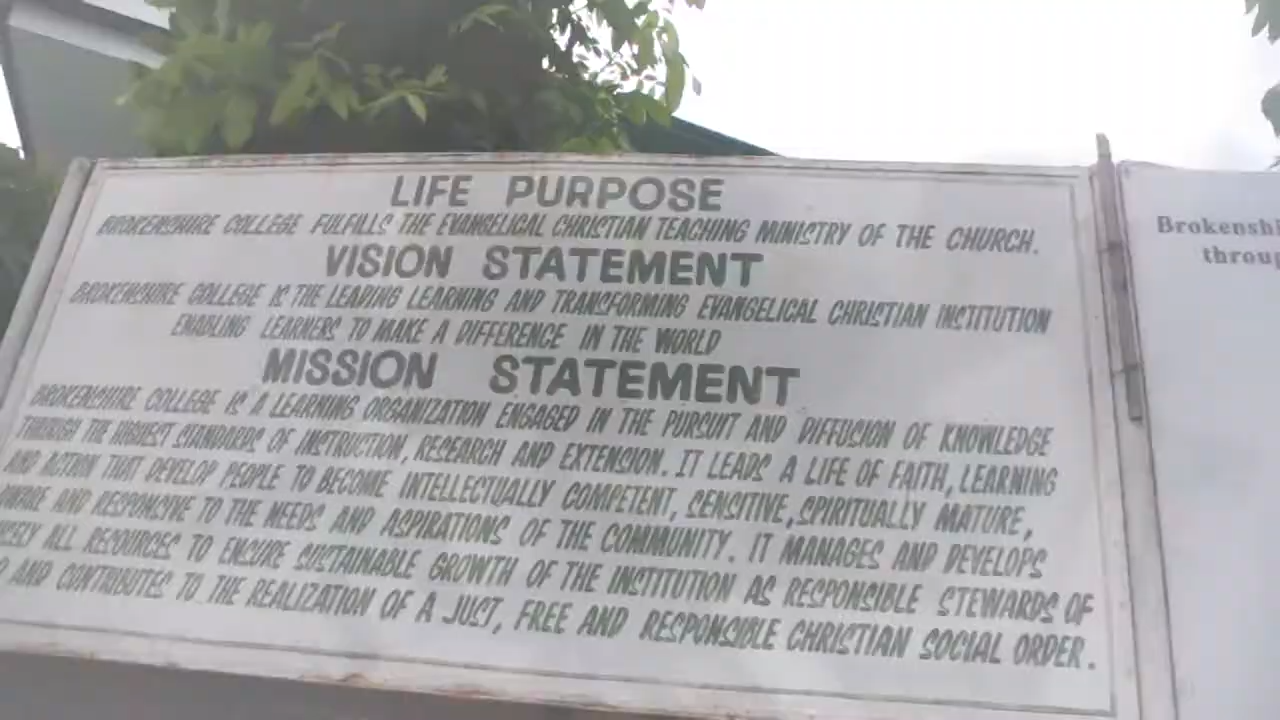 LIFE PURPOSE
BROKENSHIRE COLLEGE FULFILLS THE EVANGELICAL CHRISTIAN TEACHING MINISTRY OF THE CHURCH.
VISION STATEMENT
BROKENSHIRE COLLEGE IS THE LEADING LEARNING AND TRANSFORMING EVANGELICAL CHRISTIAN INSTITUTION
ENABLING LEARNERS TO MAKE A DIFFERENCE IN THE WORLD
MISSION STATEMENT
BROKENSHIRE COLLEGE IS A LEARNING ORGANIZATION ENGAGED IN THE PURSUIT AND DIFFUSION OF KNOWLEDGE
THROUGH THE HIGHEST STANDARDS OF INSTRUCTION, RESEARCH AND EXTENSION. IT LEADS A LIFE OF FAITH, LEARNING
AND ACTION THAT DEVELOP PEOPLE TO BECOME INTELLECTUALLY COMPETENT, SENSITIVE, SPIRITUALLY MATURE,
AND RESPONSIVE TO THE NEEDS AND ASPIRATIONS OF THE COMMUNITY. IT MANAGES AND DEVELOPS
ALL RESOURCES TO ENSURE SUSTAINABLE GROWTH OF THE INSTITUTION AS RESPONSIBLE STEWARDS OF
AND CONTRIBUTES TO THE REALIZATION OF A JUST, FREE AND RESPONSIBLE CHRISTIAN SOCIAL ORDER.
Brokenshi
throug